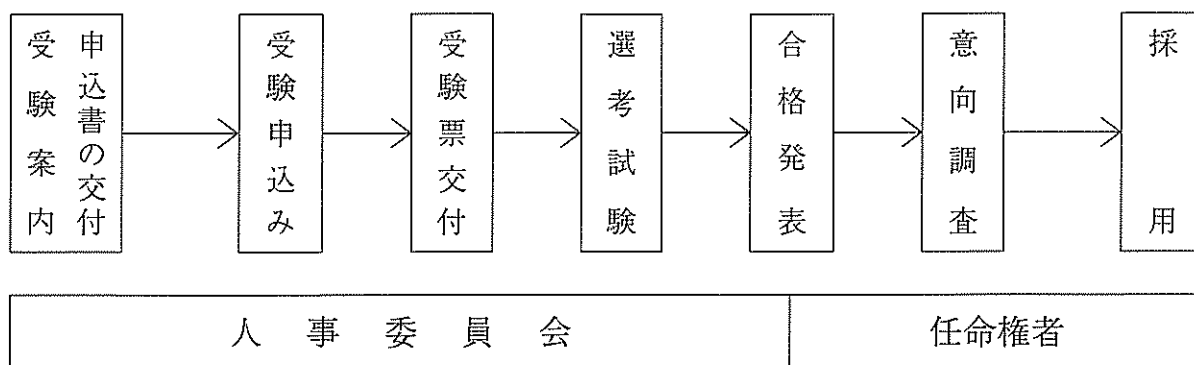 申込書の交付
受験案内
受験申込み
受験票交付
選考試験
合格発表
意向調査
採用
人事委員会
任命権者